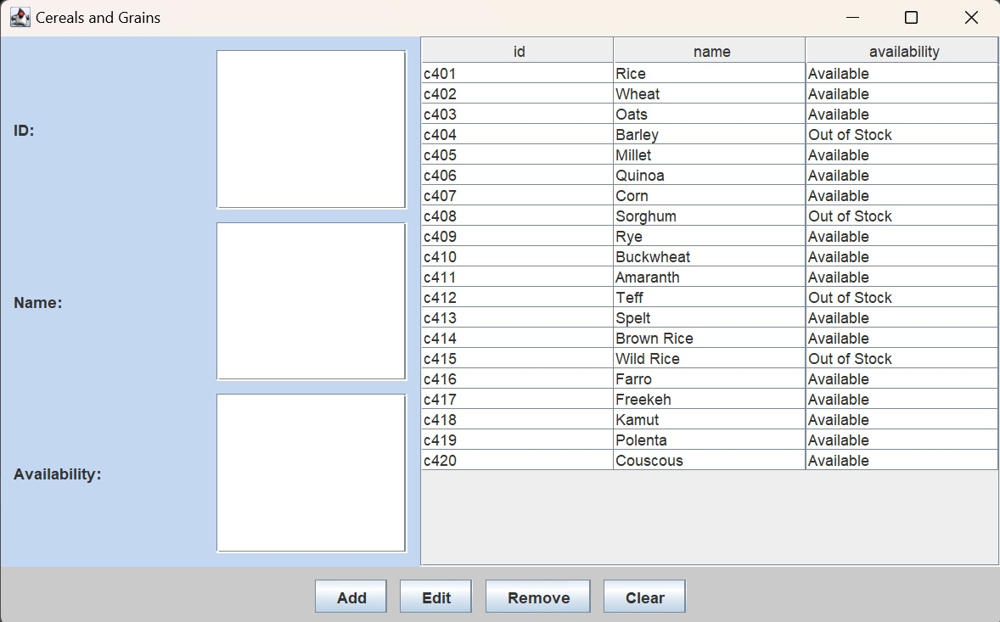 Cereals and Grains
ID:
Name:
Availability:
id name availability
c401 Rice Available
c402 Wheat Available
c403 Oats Available
c404 Barley Out of Stock
c405 Millet Available
c406 Quinoa Available
c407 Corn Available
c408 Sorghum Out of Stock
c409 Rye Available
c410 Buckwheat Available
c411 Amaranth Available
c412 Teff Out of Stock
c413 Spelt Available
c414 Brown Rice Available
c415 Wild Rice Out of Stock
c416 Farro Available
c417 Freekeh Available
c418 Kamut Available
c419 Polenta Available
c420 Couscous Available
Add Edit Remove Clear